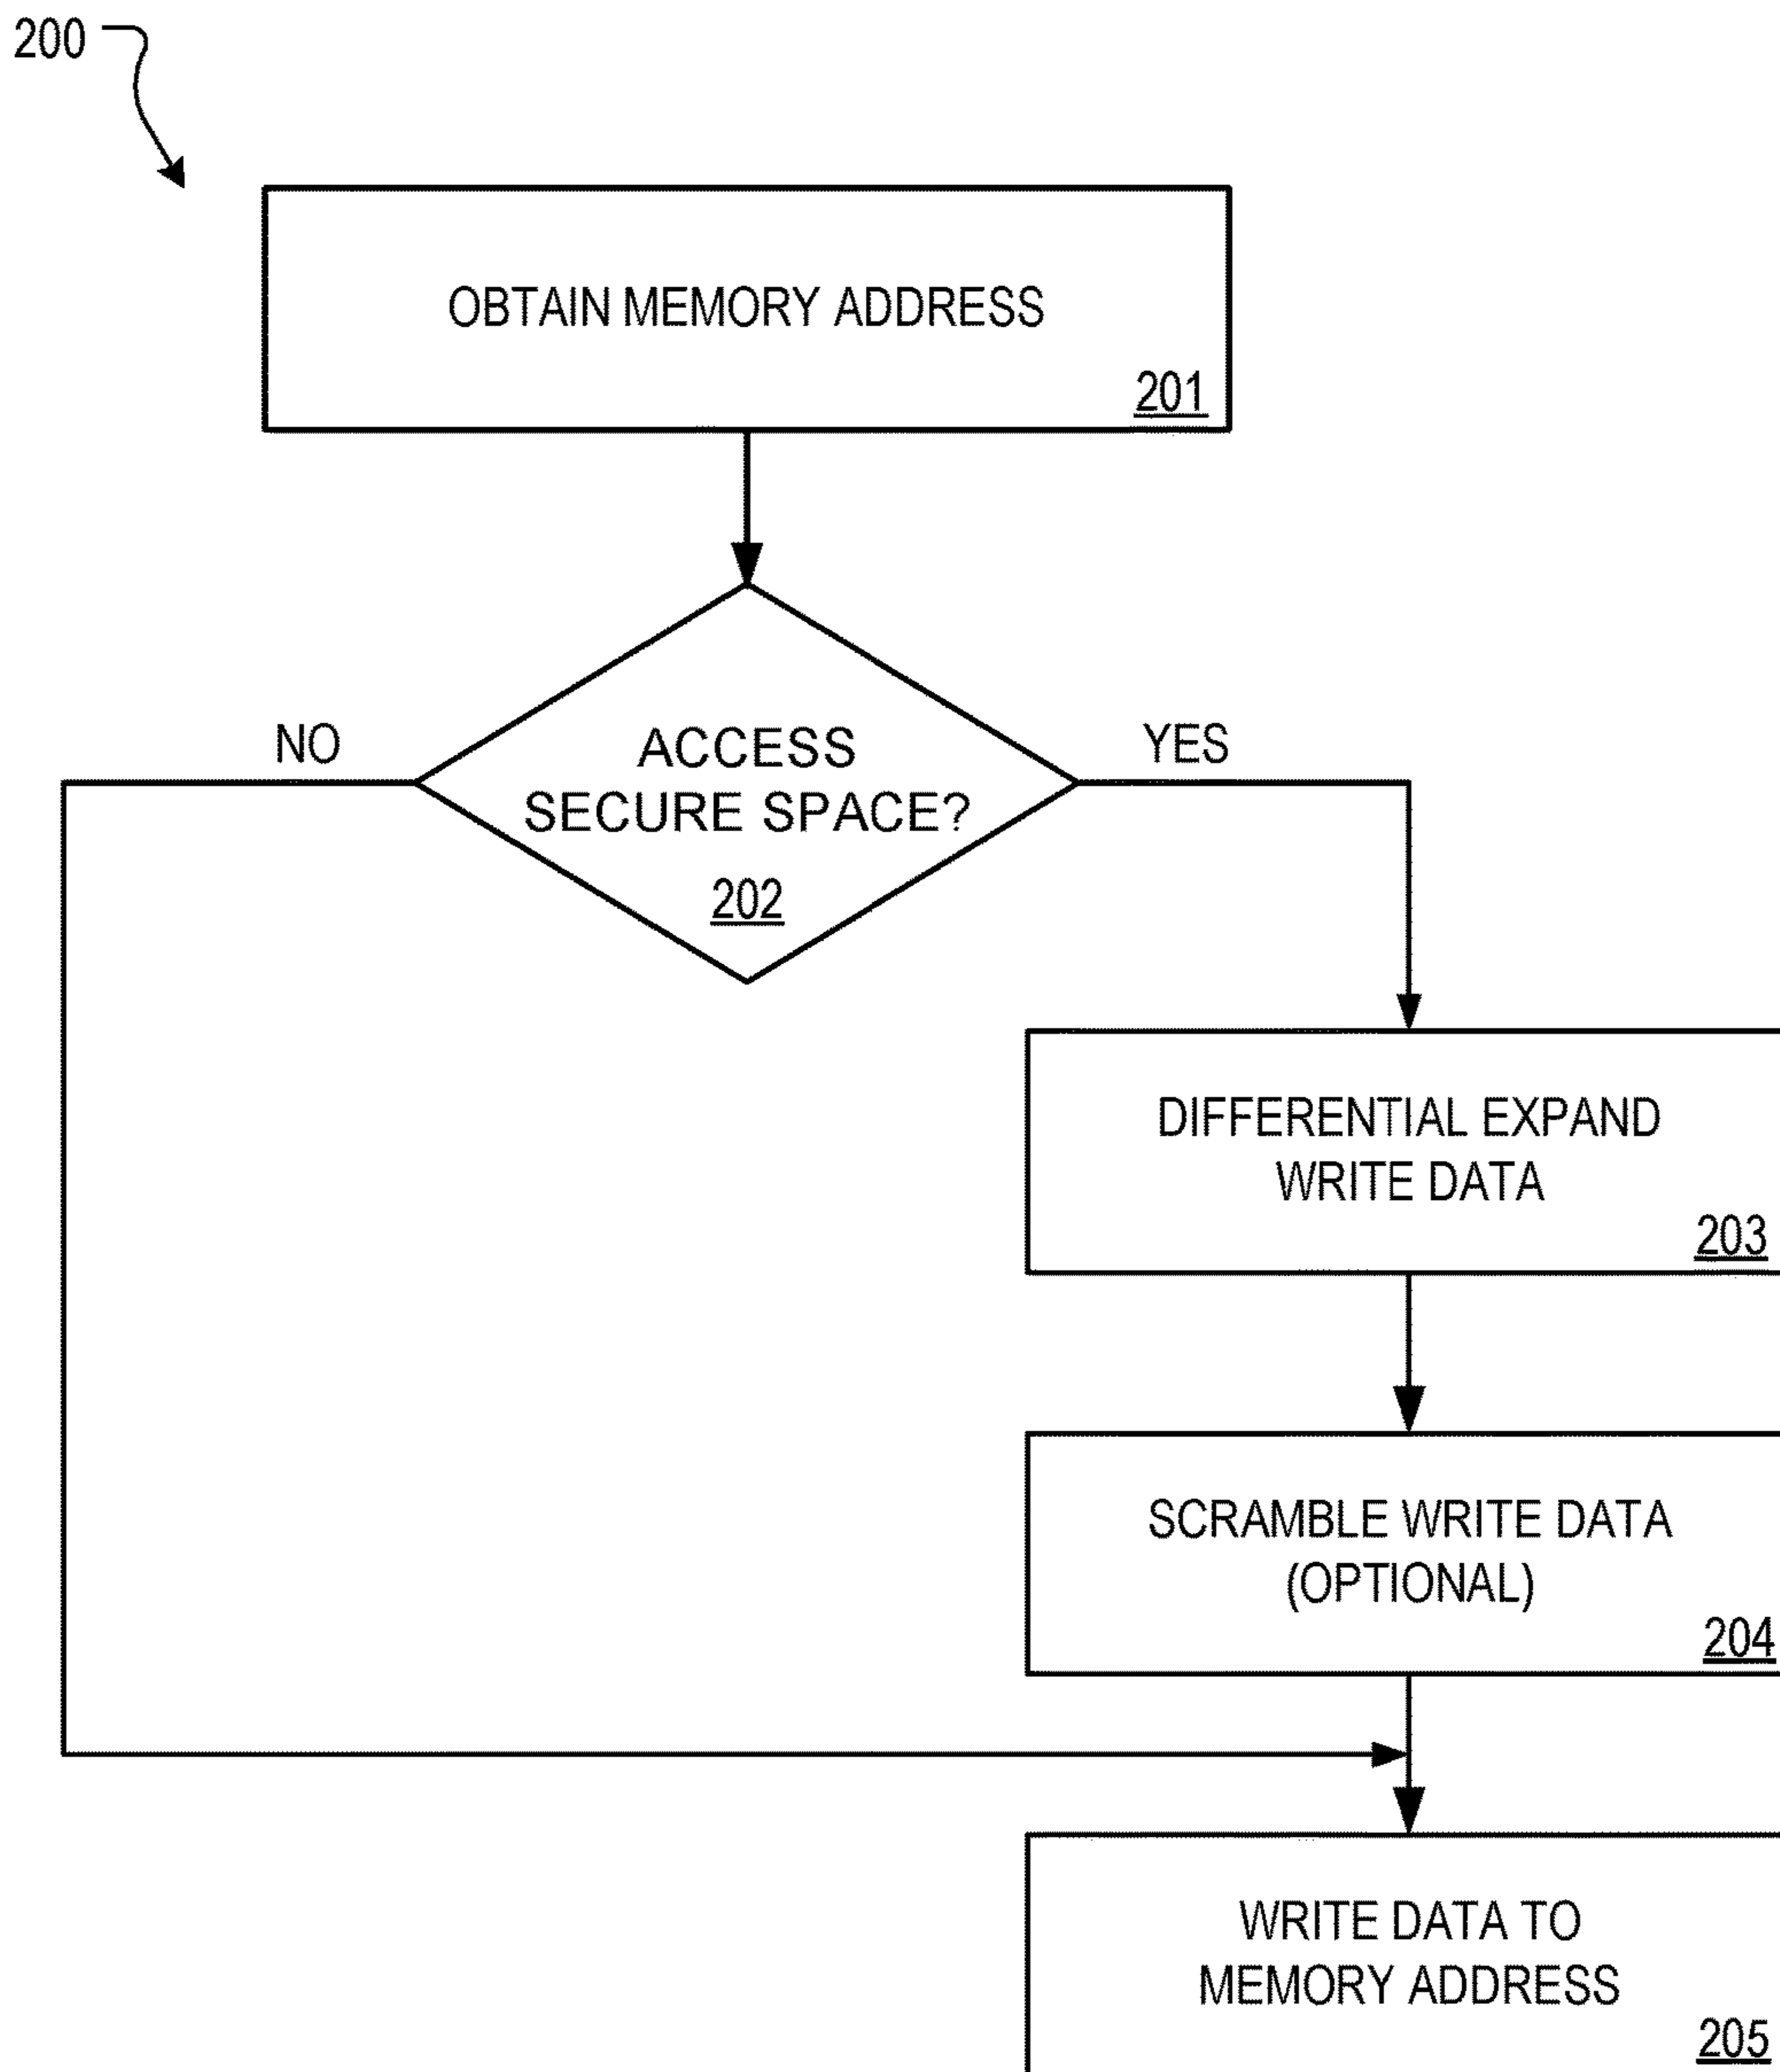 200
OBTAIN MEMORY ADDRESS
201
NO
ACCESS
YES
SECURE SPACE?
202
DIFFERENTIAL EXPAND
WRITE DATA
203
SCRAMBLE WRITE DATA
(OPTIONAL)
204
WRITE DATA TO
MEMORY ADDRESS
205